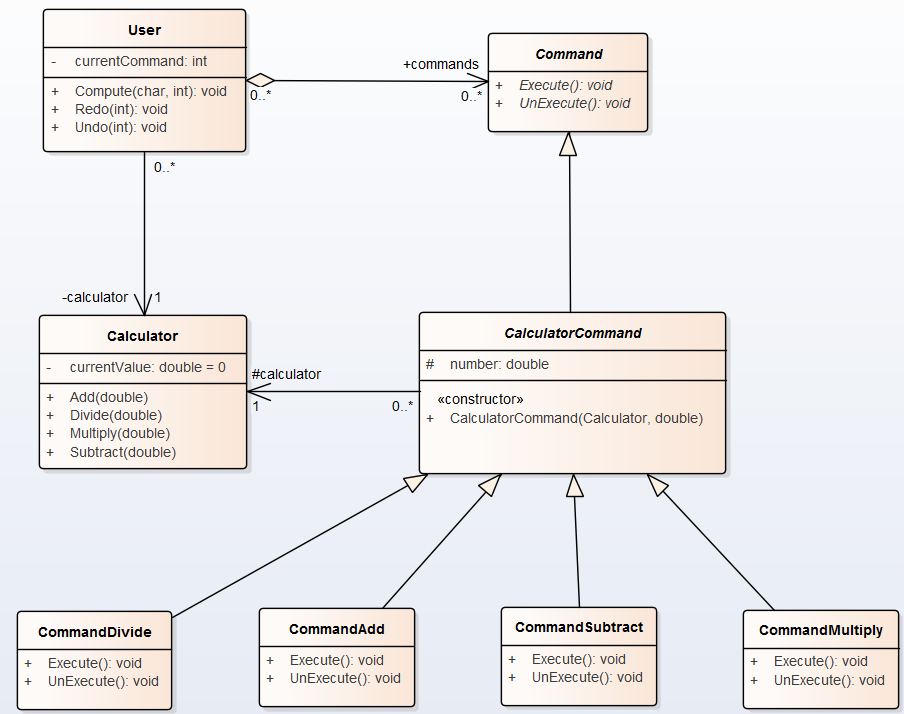 User
- currentCommand: int
+ Compute(char, int): void
+ Redo(int): void
+ Undo(int): void
0..*
+commands
0..*
Command
+ Execute(): void
+ UnExecute(): void
0..*
-calculator
1
Calculator
- currentValue: double = 0
+ Add(double)
+ Divide(double)
+ Multiply(double)
+ Subtract(double)
#calculator
1
0..*
CalculatorCommand
# number: double
«constructor»
+ CalculatorCommand(Calculator, double)
CommandDivide
+ Execute(): void
+ UnExecute(): void
CommandAdd
+ Execute(): void
+ UnExecute(): void
CommandSubtract
+ Execute(): void
+ UnExecute(): void
CommandMultiply
+ Execute(): void
+ UnExecute(): void